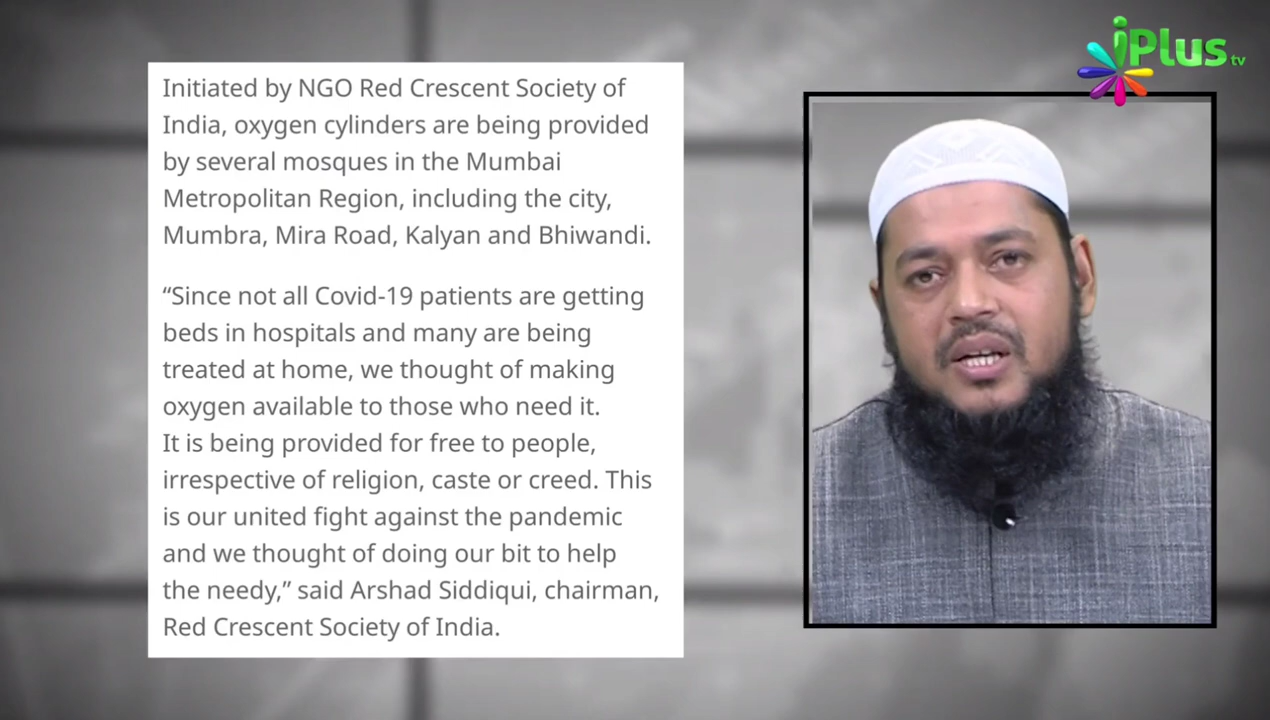 iPlus tv
Initiated by NGO Red Crescent Society of
India, oxygen cylinders are being provided
by several mosques in the Mumbai
Metropolitan Region, including the city,
Mumbra, Mira Road, Kalyan and Bhiwandi.
“Since not all Covid-19 patients are getting
beds in hospitals and many are being
treated at home, we thought of making
oxygen available to those who need it.
It is being provided for free to people,
irrespective of religion, caste or creed. This
is our united fight against the pandemic
and we thought of doing our bit to help
the needy,” said Arshad Siddiqui, chairman,
Red Crescent Society of India.